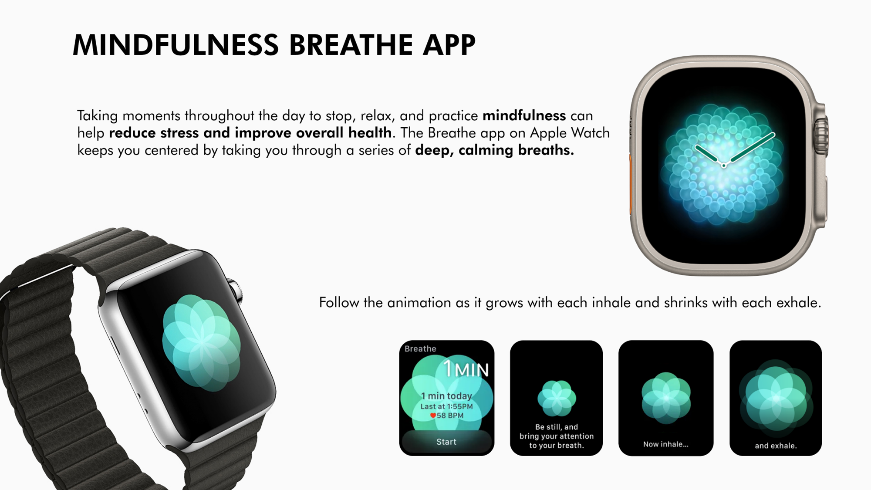 MINDFULNESS BREATHE APP
Taking moments throughout the day to stop, relax, and practice mindfulness can
help reduce stress and improve overall health. The Breathe app on Apple Watch
keeps you centered by taking you through a series of deep, calming breaths.
Follow the animation as it grows with each inhale and shrinks with each exhale.
Breathe
1MIN
1 min today
Last at 1:55PM
♥58 BPM
Start
Be still, and
bring your attention
to your breath.
Now inhale...
and exhale.